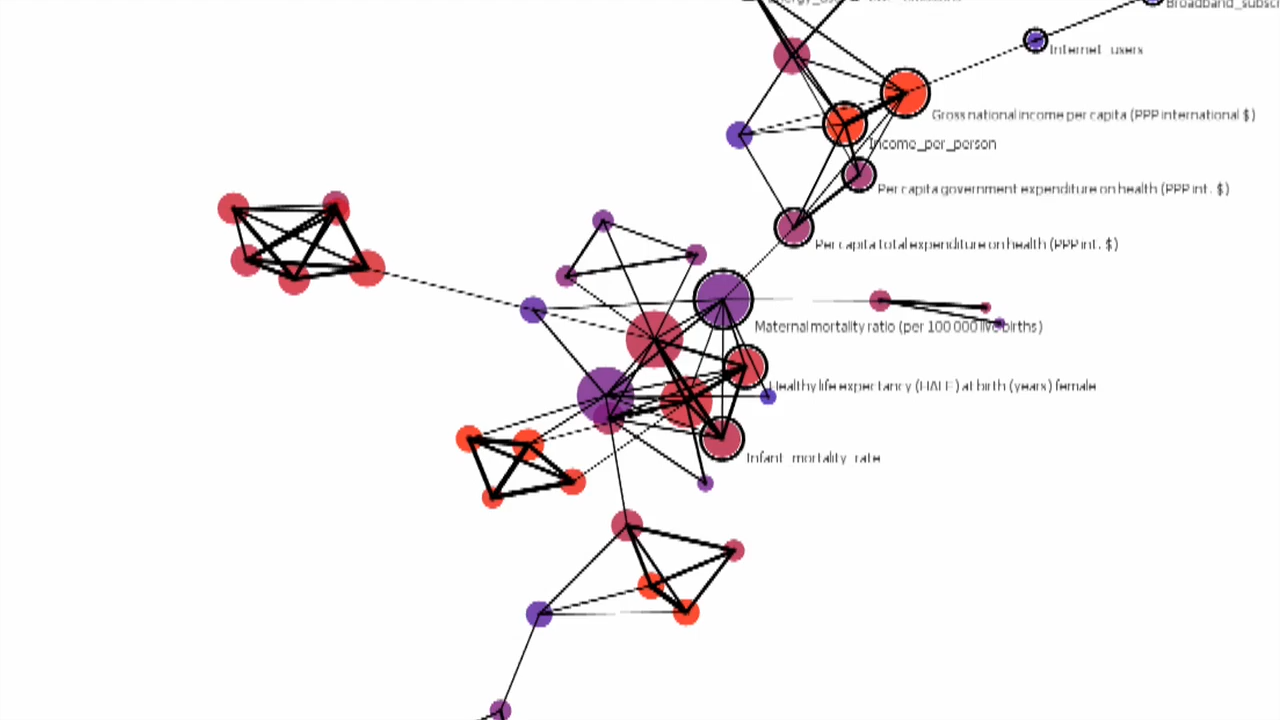 Internet_users
Gross national income per capita (PPP international $)
Income_per_person
Per capita government expenditure on health (PPP int. $)
Per capita total expenditure on health (PPP int. $)
Maternal mortality ratio (per 100 000 live births)
Healthy life expectancy (HALE) at birth (years) female
Infant_mortality_rate